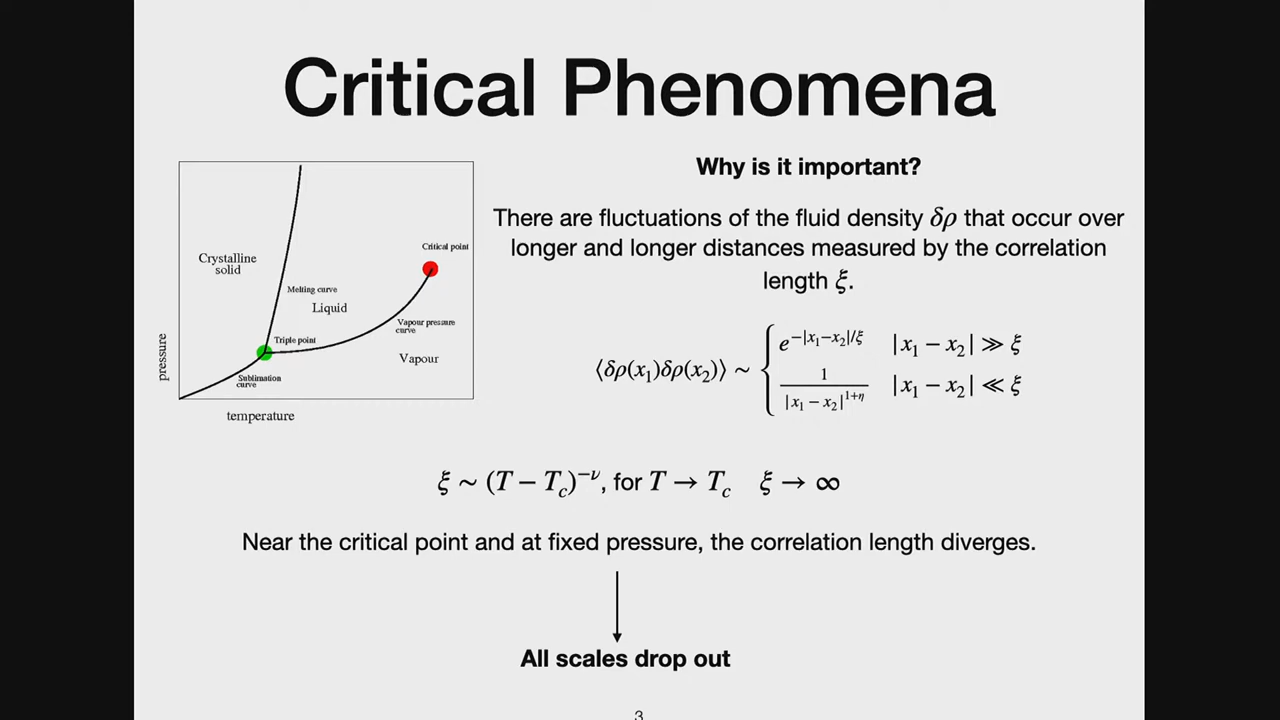 Critical Phenomena
Why is it important?
There are fluctuations of the fluid density δρ that occur over
longer and longer distances measured by the correlation
length ξ.
Critical point
Crystalline
solid
Melting curve
Liquid
Vapour pressure
curve
Triple point
Vapour
Sublimation
curve
pressure
temperature
⟨δρ(x₁)δρ(x₂)⟩ ~ { e^{−|x₁−x₂|/ξ} |x₁ − x₂| ≫ ξ
1/|x₁ − x₂|^{1+η} |x₁ − x₂| ≪ ξ
ξ ~ (T − T_c)^{−ν}, for T → T_c ξ → ∞
Near the critical point and at fixed pressure, the correlation length diverges.
All scales drop out
3